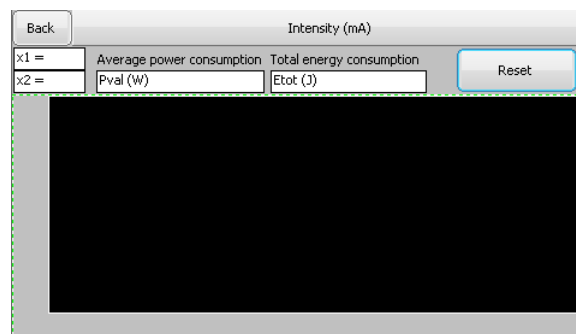 Back
Intensity (mA)
x1 =
x2 =
Average power consumption
Pval (W)
Total energy consumption
Etot (J)
Reset